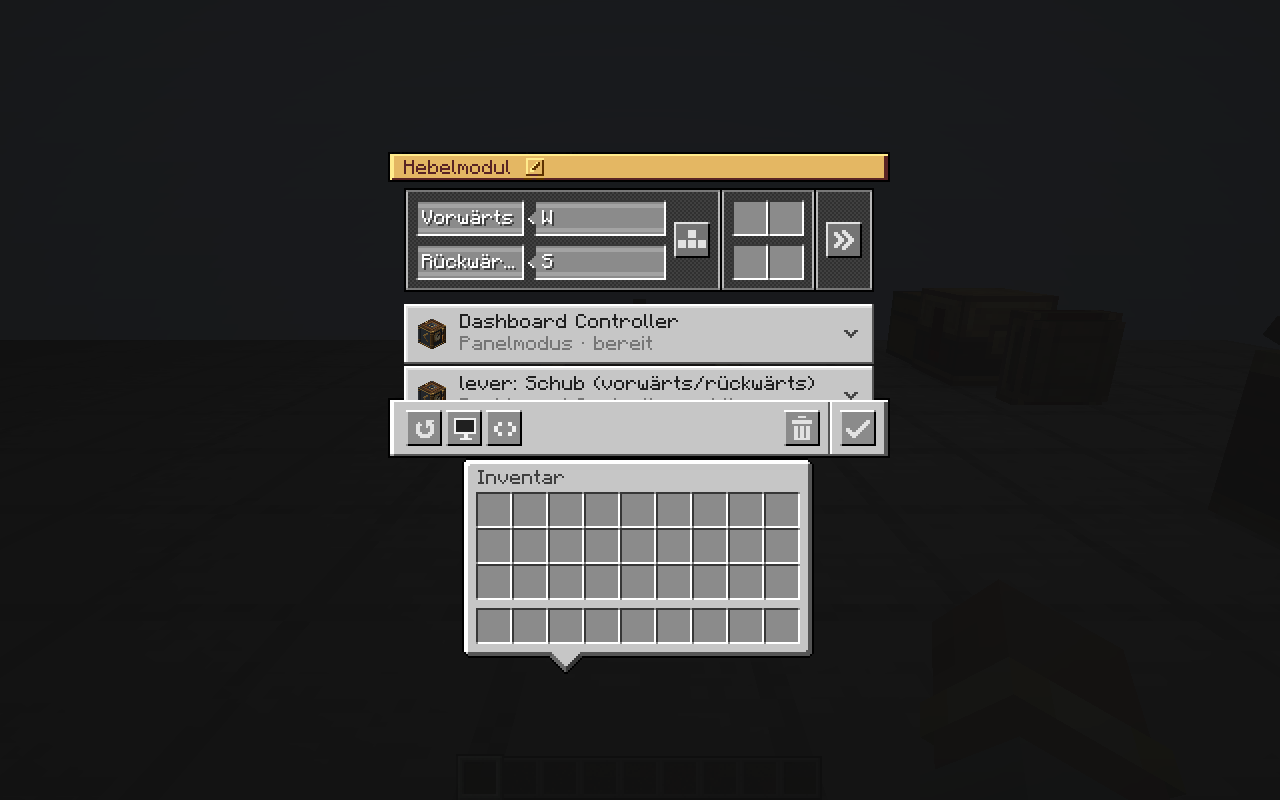 Hebelmodul
Vorwärts W
Rückwär... S
Dashboard Controller
Panelmodus · bereit
lever: Schub (vorwärts/rückwärts)
Inventar